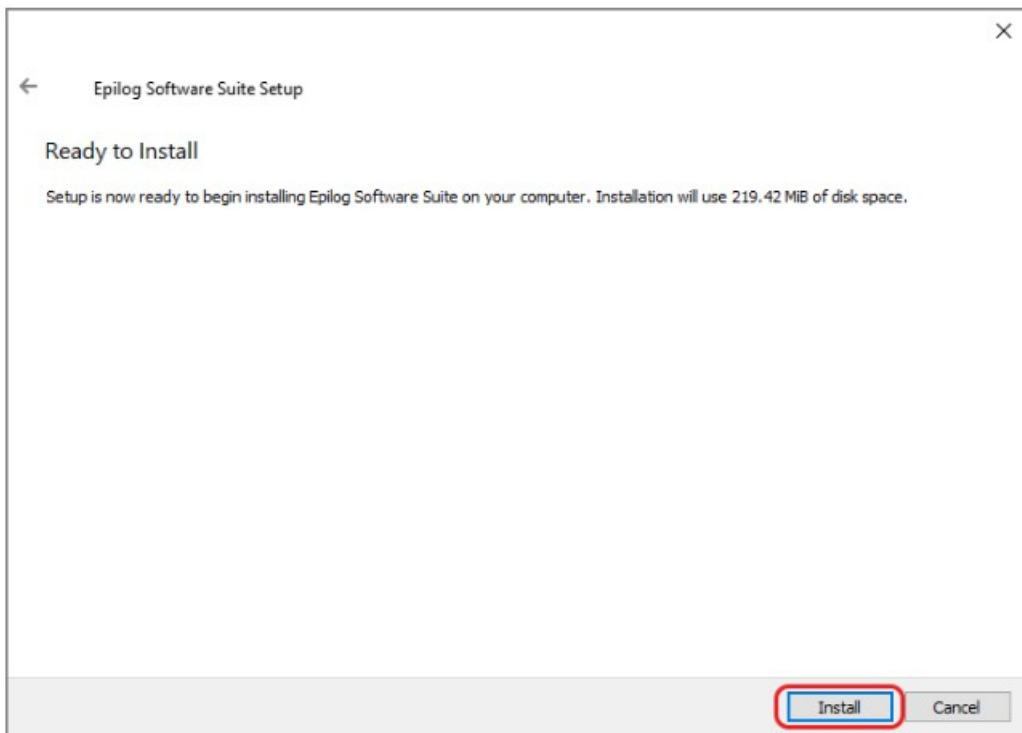 Epilog Software Suite Setup
Ready to Install
Setup is now ready to begin installing Epilog Software Suite on your computer. Installation will use 219.42 MiB of disk space.
Install
Cancel